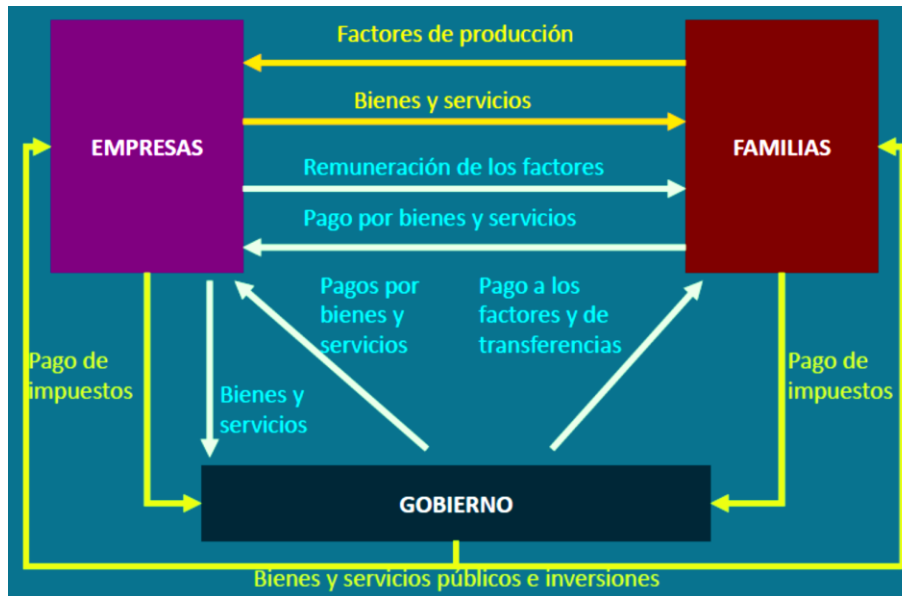 Factores de producción
Bienes y servicios
EMPRESAS
FAMILIAS
Remuneración de los factores
Pago por bienes y servicios
Pagos por
bienes y
servicios
Pago a los
factores y de
transferencias
Pago de
impuestos
Bienes y
servicios
Pago de
impuestos
GOBIERNO
Bienes y servicios públicos e inversiones